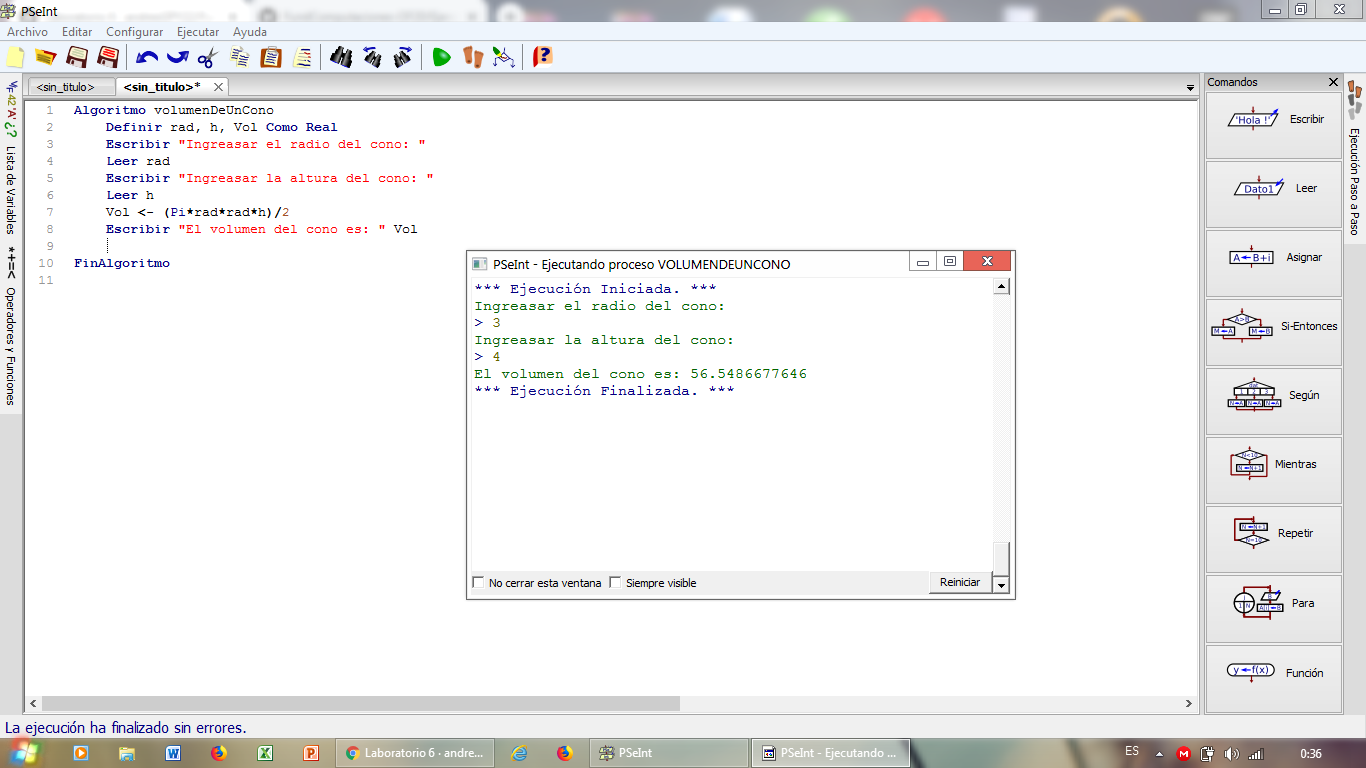 PSeInt
Archivo Editar Configurar Ejecutar Ayuda
<sin_titulo> <sin_titulo>*
1 Algoritmo volumenDeUnCono
2 Definir rad, h, Vol Como Real
3 Escribir "Ingreasar el radio del cono: "
4 Leer rad
5 Escribir "Ingreasar la altura del cono: "
6 Leer h
7 Vol <- (Pi*rad*rad*h)/2
8 Escribir "El volumen del cono es: " Vol
9
10 FinAlgoritmo
11
PSeInt - Ejecutando proceso VOLUMENDEUNCONO
*** Ejecución Iniciada. ***
Ingreasar el radio del cono:
> 3
Ingreasar la altura del cono:
> 4
El volumen del cono es: 56.5486677646
*** Ejecución Finalizada. ***
No cerrar esta ventana Siempre visible Reiniciar
Lista de Variables
*+=< Operadores y Funciones
Comandos
'Hola !' Escribir
Dato1 Leer
A←B+i Asignar
Si-Entonces
Según
Mientras
Repetir
Para
y←f(x) Función
Ejecución Paso a Paso
La ejecución ha finalizado sin errores.
Laboratorio 6 · andre... PSeInt PSeInt - Ejecutando ... ES 0:36